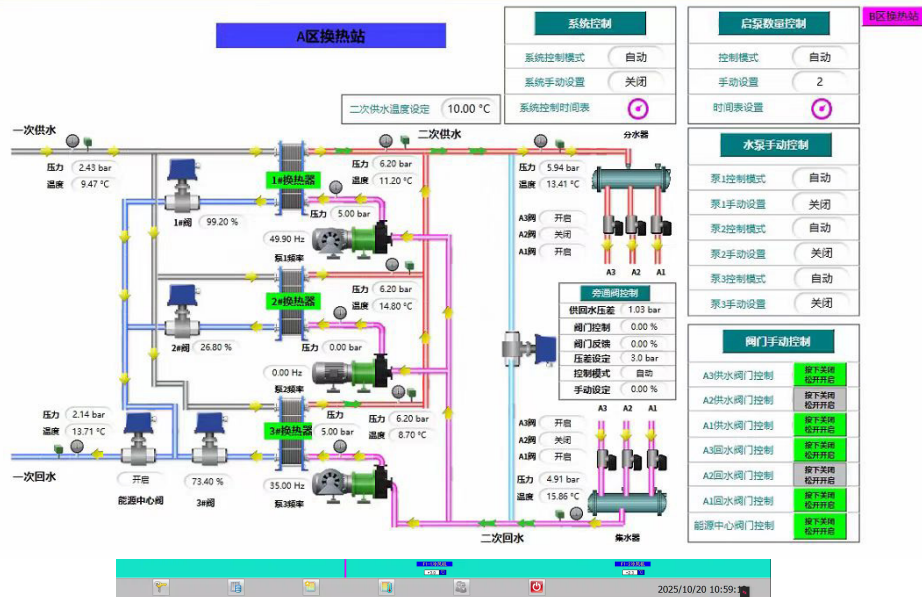 A区换热站
B区换热站
系统控制
系统控制模式 自动
系统手动设置 关闭
系统控制时间表
启泵数量控制
控制模式 自动
手动设置 2
时间表设置
二次供水温度设定 10.00 °C
一次供水
压力 2.43 bar
温度 9.47 °C
1#阀 99.20 %
1#换热器
二次供水
压力 6.20 bar
温度 11.20 °C
压力 5.00 bar
49.90 Hz
泵1频率
压力 5.94 bar
温度 13.41 °C
分水器
A3阀 开启
A2阀 关闭
A1阀 开启
A3 A2 A1
水泵手动控制
泵1控制模式 自动
泵1手动设置 关闭
泵2控制模式 自动
泵2手动设置 关闭
泵3控制模式 自动
泵3手动设置 关闭
2#换热器
2#阀 26.80 %
压力 6.20 bar
温度 14.80 °C
压力 0.00 bar
0.00 Hz
泵2频率
旁通阀控制
供回水压差 1.03 bar
阀门控制 0.00 %
阀门反馈 0.00 %
压差设定 3.0 bar
控制模式 自动
手动设定 0.00 %
阀门手动控制
A3供水阀门控制 按下关闭 松开开启
A2供水阀门控制 按下关闭 松开开启
A1供水阀门控制 按下关闭 松开开启
A3回水阀门控制 按下关闭 松开开启
A2回水阀门控制 按下关闭 松开开启
A1回水阀门控制 按下关闭 松开开启
能源中心阀门控制 按下关闭 松开开启
压力 2.14 bar
温度 13.71 °C
一次回水
开启
能源中心阀
73.40 %
3#阀
3#换热器
压力 5.00 bar
压力 6.20 bar
温度 8.70 °C
35.00 Hz
泵3频率
A3 A2 A1
A3阀 开启
A2阀 关闭
A1阀 开启
压力 4.91 bar
温度 15.86 °C
二次回水
集水器